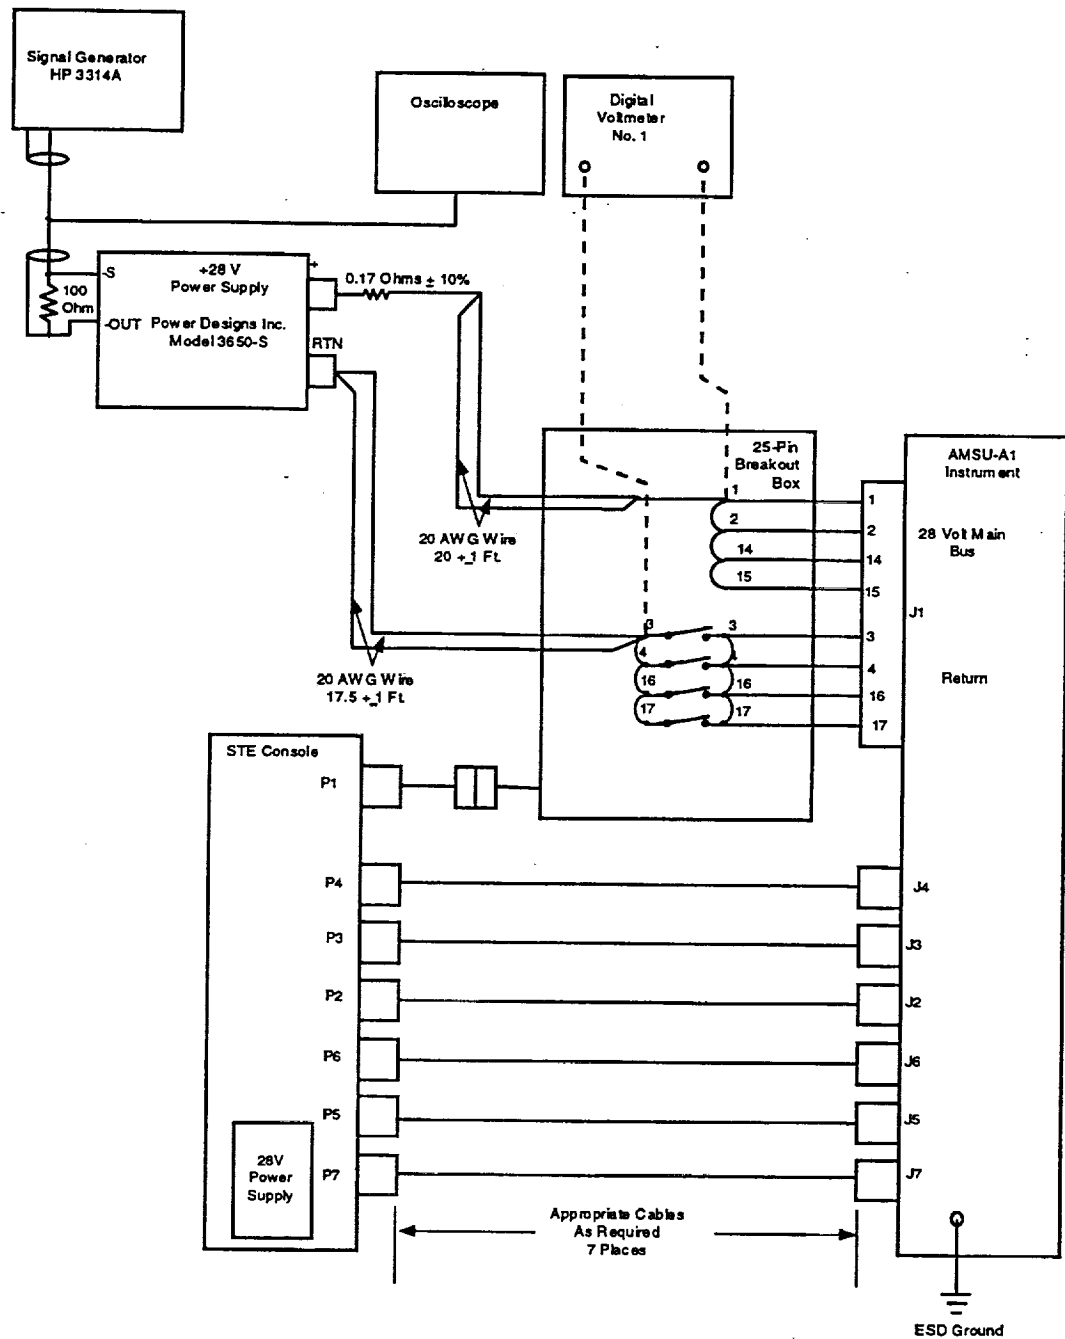 Signal Generator
HP 3314A
Osciloscope
Digital
Voltmeter
No. 1
-S
100
Ohm
-OUT
+28 V
Power Supply
Power Designs Inc.
Model 3650-S
+
RTN
0.17 Ohms ± 10%
20 AWG Wire
20 +_1 Ft.
20 AWG Wire
17.5 +_1 Ft
25-Pin
Breakout
Box
1
2
14
15
3
4
16
17
3
4
16
17
1
2
14
15
3
4
16
17
J1
AMSU-A1
Instrument
28 Volt Main
Bus
Return
STE Console
P1
P4
P3
P2
P6
P5
P7
28V
Power
Supply
J4
J3
J2
J6
J5
J7
Appropriate Cables
As Required
7 Places
ESD Ground